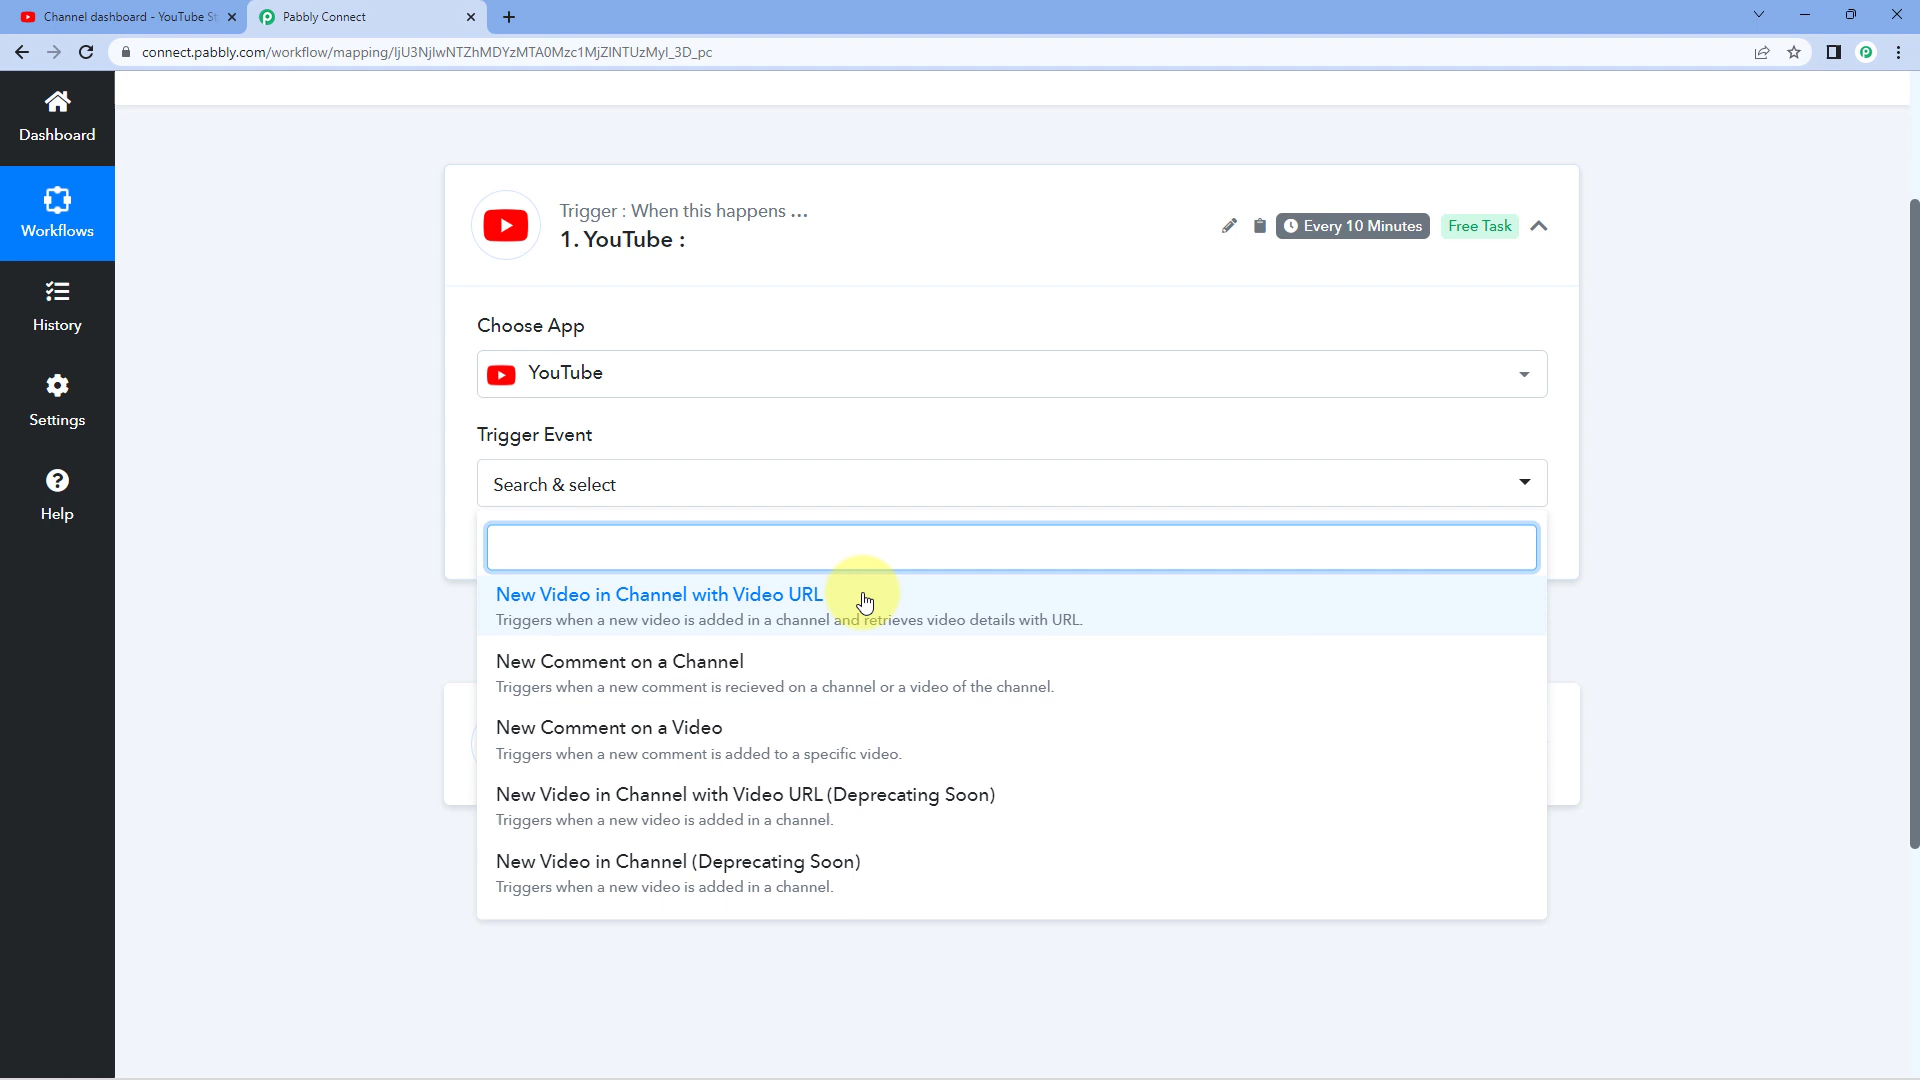 Channel dashboard - YouTube St
Pabbly Connect
connect.pabbly.com/workflow/mapping/IjU3NjIwNTZhMDYzMTA0Mzc1MjZlNTUzMyI_3D_pc
Dashboard
Workflows
History
Settings
Help
Trigger : When this happens ...
1. YouTube :
Every 10 Minutes
Free Task
Choose App
YouTube
Trigger Event
Search & select
New Video in Channel with Video URL
Triggers when a new video is added in a channel and retrieves video details with URL.
New Comment on a Channel
Triggers when a new comment is recieved on a channel or a video of the channel.
New Comment on a Video
Triggers when a new comment is added to a specific video.
New Video in Channel with Video URL (Deprecating Soon)
Triggers when a new video is added in a channel.
New Video in Channel (Deprecating Soon)
Triggers when a new video is added in a channel.